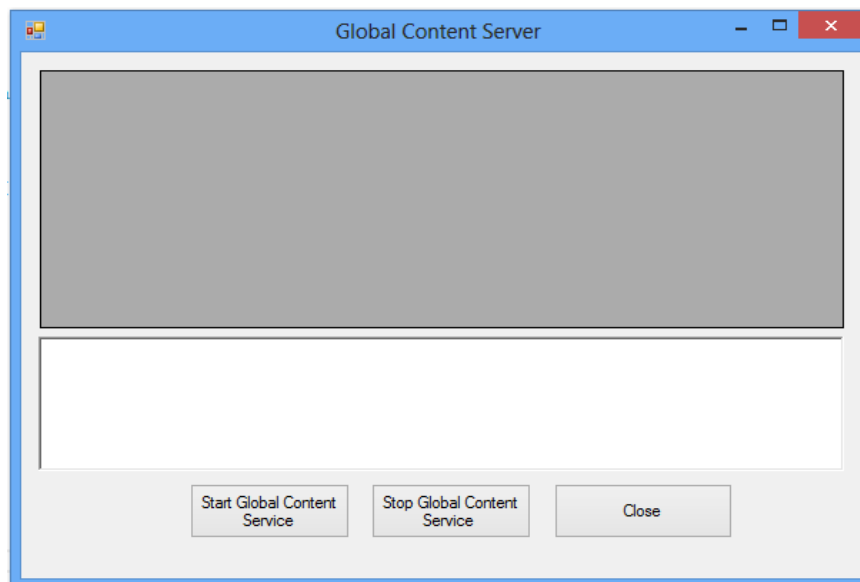 Global Content Server
Start Global Content
Service
Stop Global Content
Service
Close